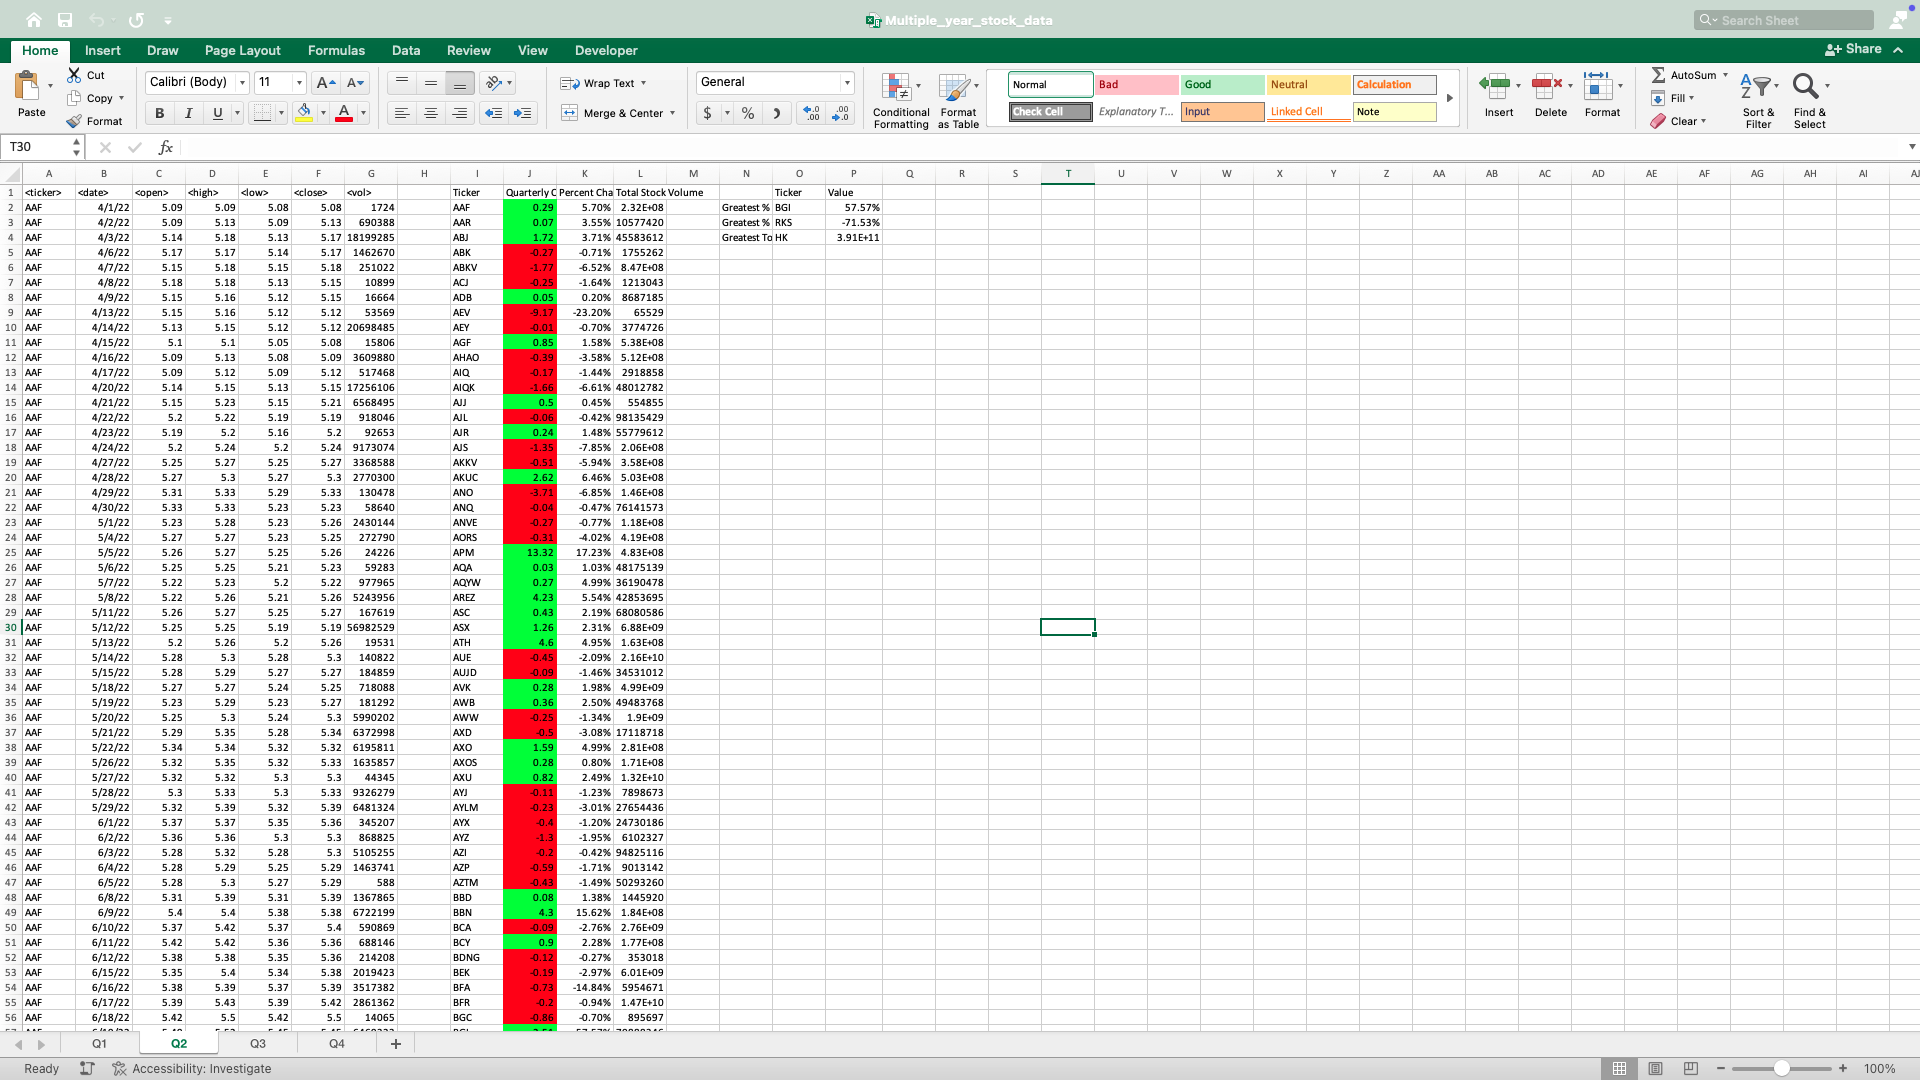 Multiple_year_stock_data
Search Sheet
Home Insert Draw Page Layout Formulas Data Review View Developer Share
Paste Cut Copy Format
Calibri (Body) 11
B I U
Wrap Text
Merge & Center
General
$ % )
Conditional Formatting
Format as Table
Normal Bad Good Neutral Calculation
Check Cell Explanatory T... Input Linked Cell Note
Insert Delete Format
AutoSum
Fill
Clear
Sort & Filter
Find & Select
T30 fx
A B C D E F G H I J K L M N O P Q R S T U V W X Y Z AA AB AC AD AE AF AG AH AI AJ
1 <ticker> <date> <open> <high> <low> <close> <vol> Ticker Quarterly C Percent Cha Total Stock Volume Ticker Value
2 AAF 4/1/22 5.09 5.09 5.08 5.08 1724 AAF 0.29 5.70% 2.32E+08 Greatest % BGI 57.57%
3 AAF 4/2/22 5.09 5.13 5.09 5.13 690388 AAR 0.07 3.55% 10577420 Greatest % RKS -71.53%
4 AAF 4/3/22 5.14 5.18 5.13 5.17 18199285 ABJ 1.72 3.71% 45583612 Greatest To HK 3.91E+11
5 AAF 4/6/22 5.17 5.17 5.14 5.17 1462670 ABK -0.27 -0.71% 1755262
6 AAF 4/7/22 5.15 5.18 5.15 5.18 251022 ABKV -1.77 -6.52% 8.47E+08
7 AAF 4/8/22 5.18 5.18 5.13 5.15 10899 ACJ -0.25 -1.64% 1213043
8 AAF 4/9/22 5.15 5.16 5.12 5.15 16664 ADB 0.05 0.20% 8687185
9 AAF 4/13/22 5.15 5.16 5.12 5.12 53569 AEV -9.17 -23.20% 65529
10 AAF 4/14/22 5.13 5.15 5.12 5.12 20698485 AEY -0.01 -0.70% 3774726
11 AAF 4/15/22 5.1 5.1 5.05 5.08 15806 AGF 0.85 1.58% 5.38E+08
12 AAF 4/16/22 5.09 5.13 5.08 5.09 3609880 AHAO -0.39 -3.58% 5.12E+08
13 AAF 4/17/22 5.09 5.12 5.09 5.12 517468 AIQ -0.17 -1.44% 2918858
14 AAF 4/20/22 5.14 5.15 5.13 5.15 17256106 AIQK -1.66 -6.61% 48012782
15 AAF 4/21/22 5.15 5.23 5.15 5.21 6568495 AJJ 0.5 0.45% 554855
16 AAF 4/22/22 5.2 5.22 5.19 5.19 918046 AJL -0.06 -0.42% 98135429
17 AAF 4/23/22 5.19 5.2 5.16 5.2 92653 AJR 0.24 1.48% 55779612
18 AAF 4/24/22 5.2 5.24 5.2 5.24 9173074 AJS -1.35 -7.85% 2.06E+08
19 AAF 4/27/22 5.25 5.27 5.25 5.27 3368588 AKKV -0.51 -5.94% 3.58E+08
20 AAF 4/28/22 5.27 5.3 5.27 5.3 2770300 AKUC 2.62 6.46% 5.03E+08
21 AAF 4/29/22 5.31 5.33 5.29 5.33 130478 ANO -3.71 -6.85% 1.46E+08
22 AAF 4/30/22 5.33 5.33 5.23 5.23 58640 ANQ -0.04 -0.47% 76141573
23 AAF 5/1/22 5.23 5.28 5.23 5.26 2430144 ANVE -0.27 -0.77% 1.18E+08
24 AAF 5/4/22 5.27 5.27 5.23 5.25 272790 AORS -0.31 -4.02% 4.19E+08
25 AAF 5/5/22 5.26 5.27 5.25 5.26 24226 APM 13.32 17.23% 4.83E+08
26 AAF 5/6/22 5.25 5.25 5.21 5.23 59283 AQA 0.03 1.03% 48175139
27 AAF 5/7/22 5.22 5.23 5.2 5.22 977965 AQYW 0.27 4.99% 36190478
28 AAF 5/8/22 5.22 5.26 5.21 5.26 5243956 AREZ 4.23 5.54% 42853695
29 AAF 5/11/22 5.26 5.27 5.25 5.27 167619 ASC 0.43 2.19% 68080586
30 AAF 5/12/22 5.25 5.25 5.19 5.19 56982529 ASX 1.26 2.31% 6.88E+09
31 AAF 5/13/22 5.2 5.26 5.2 5.26 19531 ATH 4.6 4.95% 1.63E+08
32 AAF 5/14/22 5.28 5.3 5.28 5.3 140822 AUE -0.45 -2.09% 2.16E+10
33 AAF 5/15/22 5.28 5.29 5.27 5.27 184859 AUJD -0.09 -1.46% 34531012
34 AAF 5/18/22 5.27 5.27 5.24 5.25 718088 AVK 0.28 1.98% 4.99E+09
35 AAF 5/19/22 5.23 5.29 5.23 5.27 181292 AWB 0.36 2.50% 49483768
36 AAF 5/20/22 5.25 5.3 5.24 5.3 5990202 AWW -0.25 -1.34% 1.9E+09
37 AAF 5/21/22 5.29 5.35 5.28 5.34 6372998 AXD -0.5 -3.08% 17118718
38 AAF 5/22/22 5.34 5.34 5.32 5.32 6195811 AXO 1.59 4.99% 2.81E+08
39 AAF 5/26/22 5.32 5.35 5.32 5.33 1635857 AXOS 0.28 0.80% 1.71E+08
40 AAF 5/27/22 5.32 5.32 5.3 5.3 44345 AXU 0.82 2.49% 1.32E+10
41 AAF 5/28/22 5.3 5.33 5.3 5.33 9326279 AYJ -0.11 -1.23% 7898673
42 AAF 5/29/22 5.32 5.39 5.32 5.39 6481324 AYLM -0.23 -3.01% 27654436
43 AAF 6/1/22 5.37 5.37 5.35 5.36 345207 AYX -0.4 -1.20% 24730186
44 AAF 6/2/22 5.36 5.36 5.3 5.3 868825 AYZ -1.3 -1.95% 6102327
45 AAF 6/3/22 5.28 5.32 5.28 5.3 5105255 AZI -0.2 -0.42% 94825116
46 AAF 6/4/22 5.28 5.29 5.25 5.29 1463741 AZP -0.59 -1.71% 9013142
47 AAF 6/5/22 5.28 5.3 5.27 5.29 588 AZTM -0.43 -1.49% 50293260
48 AAF 6/8/22 5.31 5.39 5.31 5.39 1367865 BBD 0.08 1.38% 1445920
49 AAF 6/9/22 5.4 5.4 5.38 5.38 6722199 BBN 4.3 15.62% 1.84E+08
50 AAF 6/10/22 5.37 5.42 5.37 5.4 590869 BCA -0.09 -2.76% 2.76E+09
51 AAF 6/11/22 5.42 5.42 5.36 5.36 688146 BCY 0.9 2.28% 1.77E+08
52 AAF 6/12/22 5.38 5.38 5.35 5.36 214208 BDNG -0.12 -0.27% 353018
53 AAF 6/15/22 5.35 5.4 5.34 5.38 2019423 BEK -0.19 -2.97% 6.01E+09
54 AAF 6/16/22 5.38 5.39 5.37 5.39 3517382 BFA -0.73 -14.84% 5954671
55 AAF 6/17/22 5.39 5.43 5.39 5.42 2861362 BFR -0.2 -0.94% 1.47E+10
56 AAF 6/18/22 5.42 5.5 5.42 5.5 14065 BGC -0.86 -0.70% 895697
Q1 Q2 Q3 Q4 +
Ready Accessibility: Investigate 100%